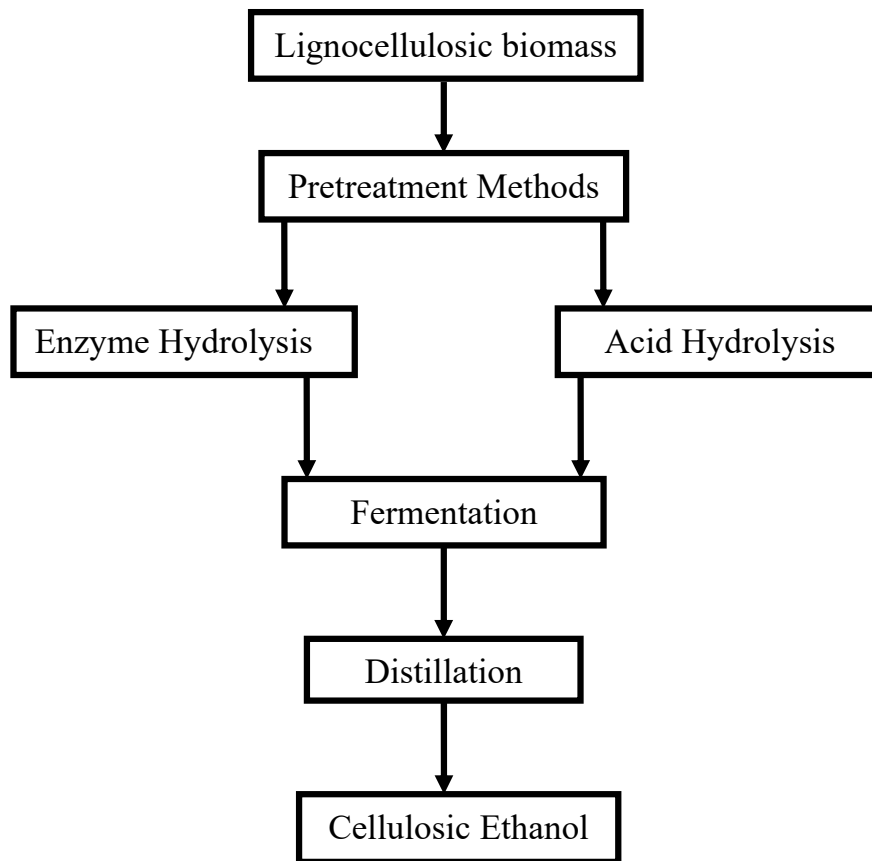 Lignocellulosic biomass
Pretreatment Methods
Enzyme Hydrolysis
Acid Hydrolysis
Fermentation
Distillation
Cellulosic Ethanol